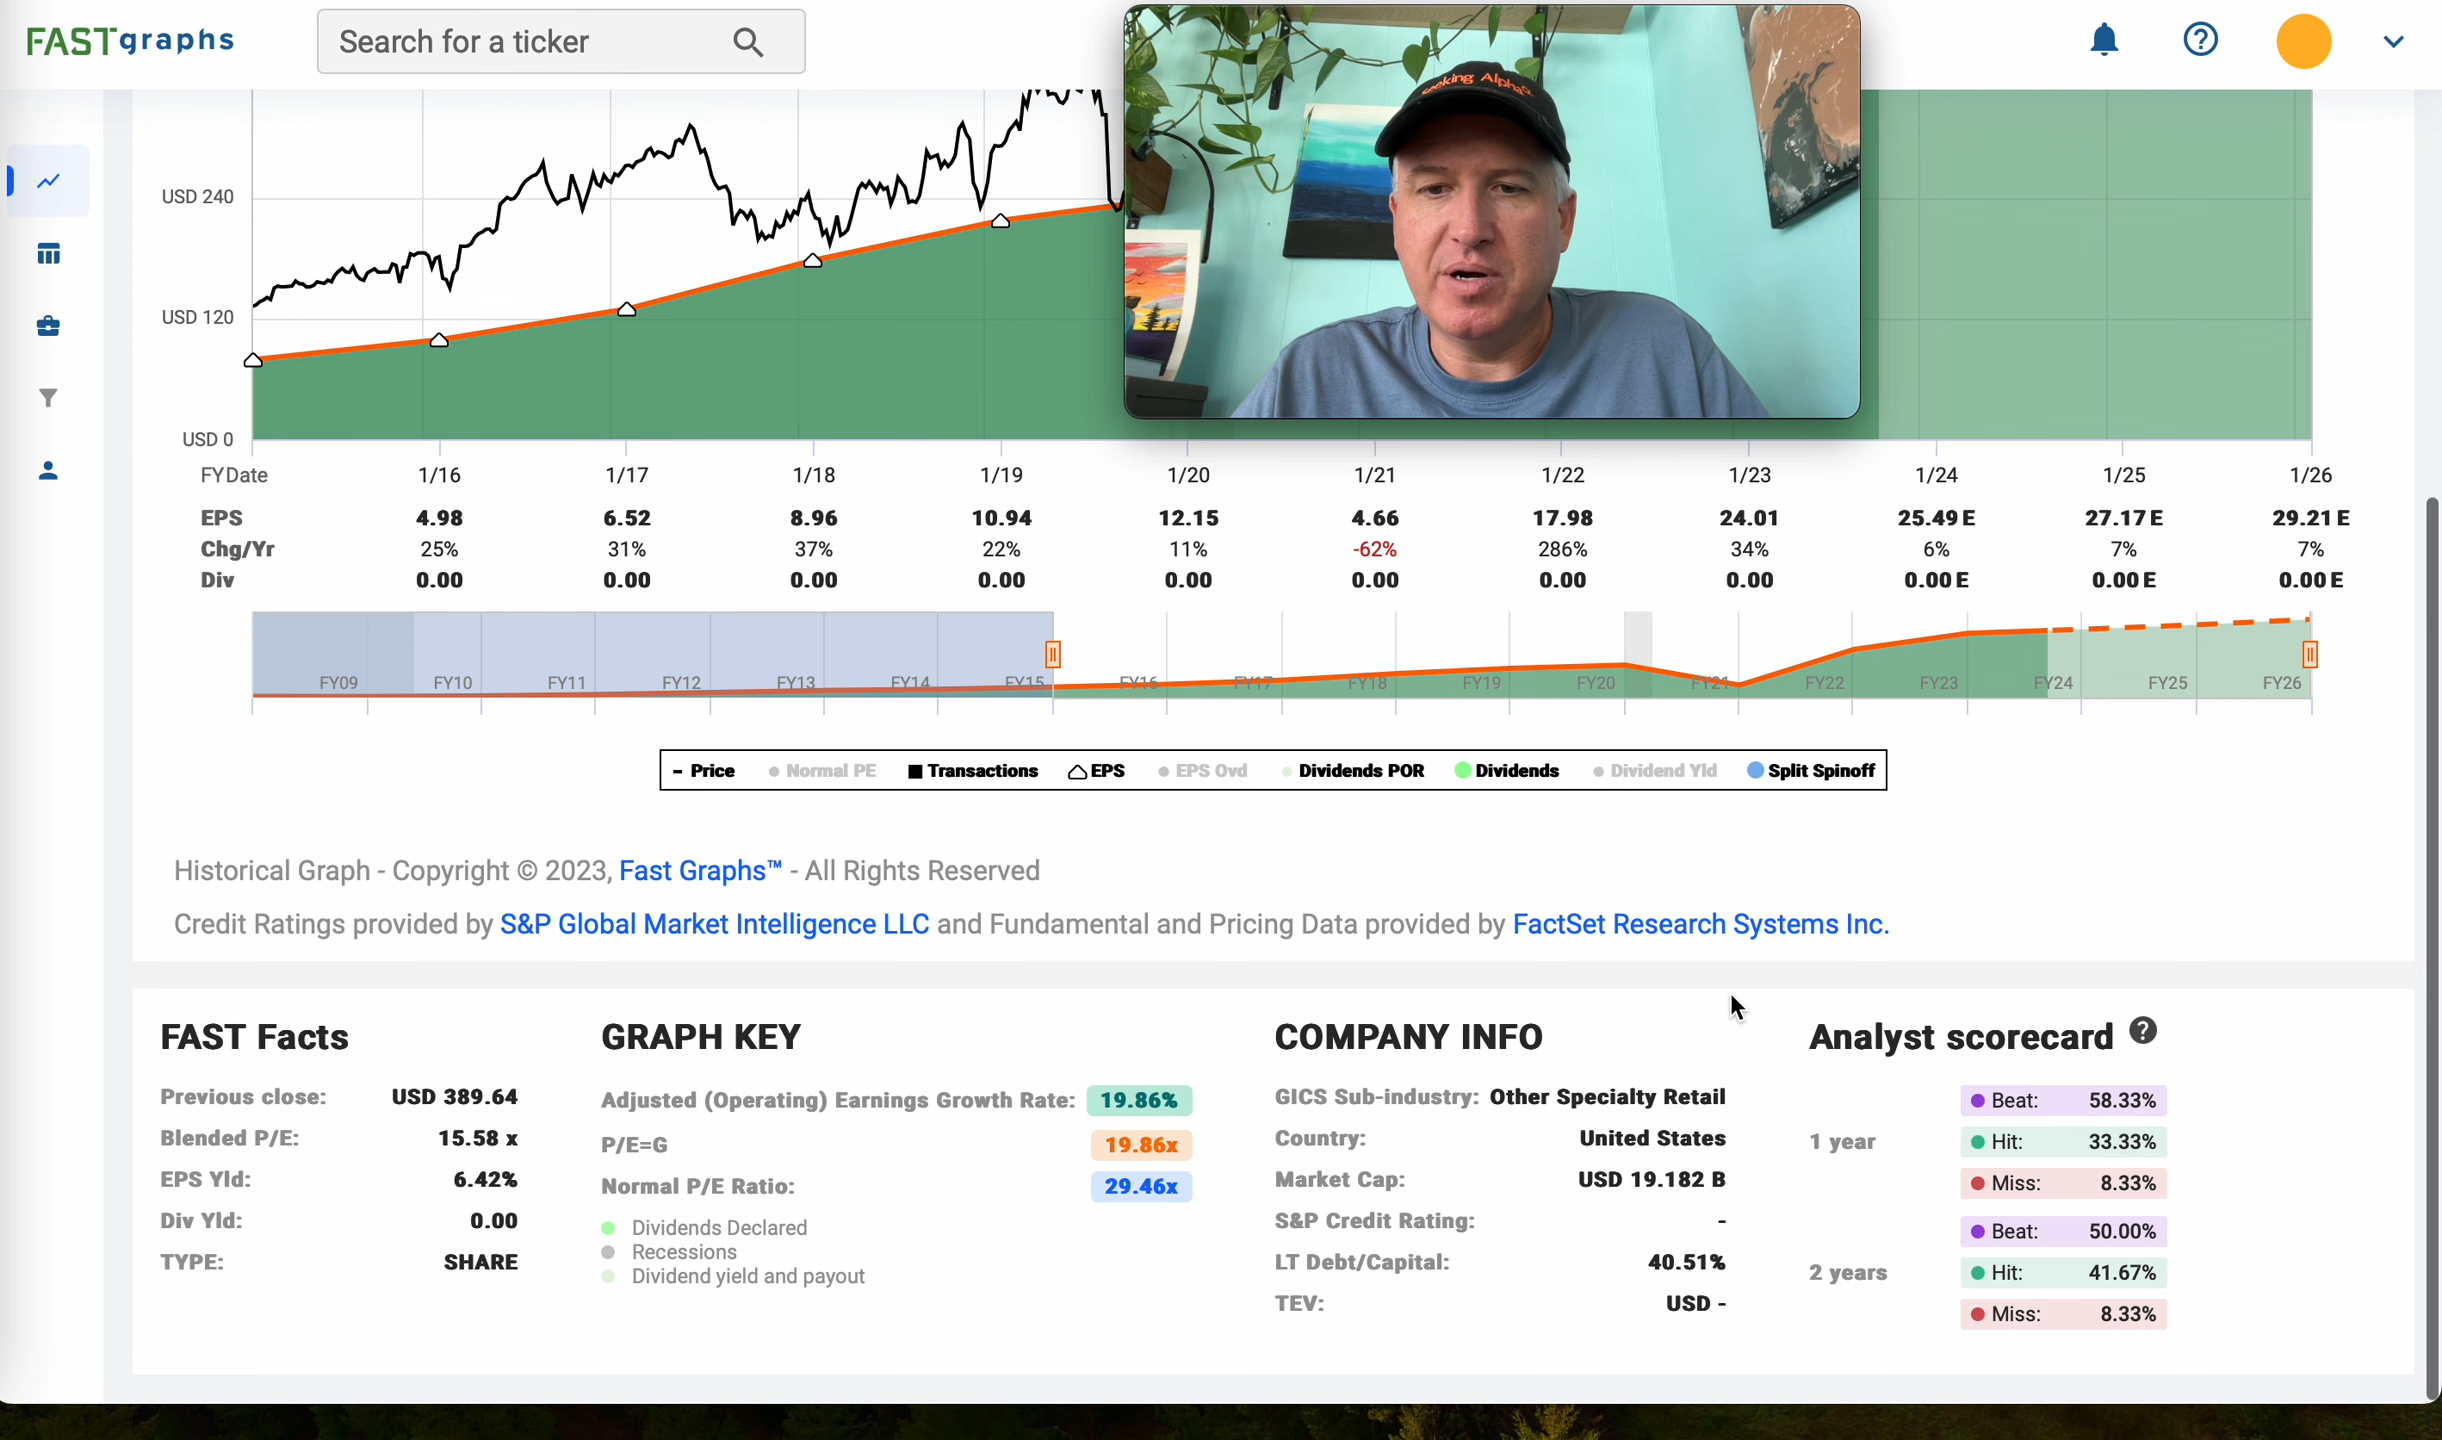 FASTgraphs
Search for a ticker
Seeking Alpha
USD 240
USD 120
USD 0
FYDate 1/16 1/17 1/18 1/19 1/20 1/21 1/22 1/23 1/24 1/25 1/26
EPS 4.98 6.52 8.96 10.94 12.15 4.66 17.98 24.01 25.49E 27.17E 29.21E
Chg/Yr 25% 31% 37% 22% 11% -62% 286% 34% 6% 7% 7%
Div 0.00 0.00 0.00 0.00 0.00 0.00 0.00 0.00 0.00E 0.00E 0.00E
FY09 FY10 FY11 FY12 FY13 FY14 FY15 FY16 FY17 FY18 FY19 FY20 FY21 FY22 FY23 FY24 FY25 FY26
Price Normal PE Transactions EPS EPS Ovd Dividends POR Dividends Dividend Yld Split Spinoff
Historical Graph - Copyright © 2023, Fast Graphs™ - All Rights Reserved
Credit Ratings provided by S&P Global Market Intelligence LLC and Fundamental and Pricing Data provided by FactSet Research Systems Inc.
FAST Facts
Previous close: USD 389.64
Blended P/E: 15.58 x
EPS Yld: 6.42%
Div Yld: 0.00
TYPE: SHARE
GRAPH KEY
Adjusted (Operating) Earnings Growth Rate: 19.86%
P/E=G 19.86x
Normal P/E Ratio: 29.46x
Dividends Declared
Recessions
Dividend yield and payout
COMPANY INFO
GICS Sub-industry: Other Specialty Retail
Country: United States
Market Cap: USD 19.182 B
S&P Credit Rating: -
LT Debt/Capital: 40.51%
TEV: USD -
Analyst scorecard ?
1 year
Beat: 58.33%
Hit: 33.33%
Miss: 8.33%
2 years
Beat: 50.00%
Hit: 41.67%
Miss: 8.33%